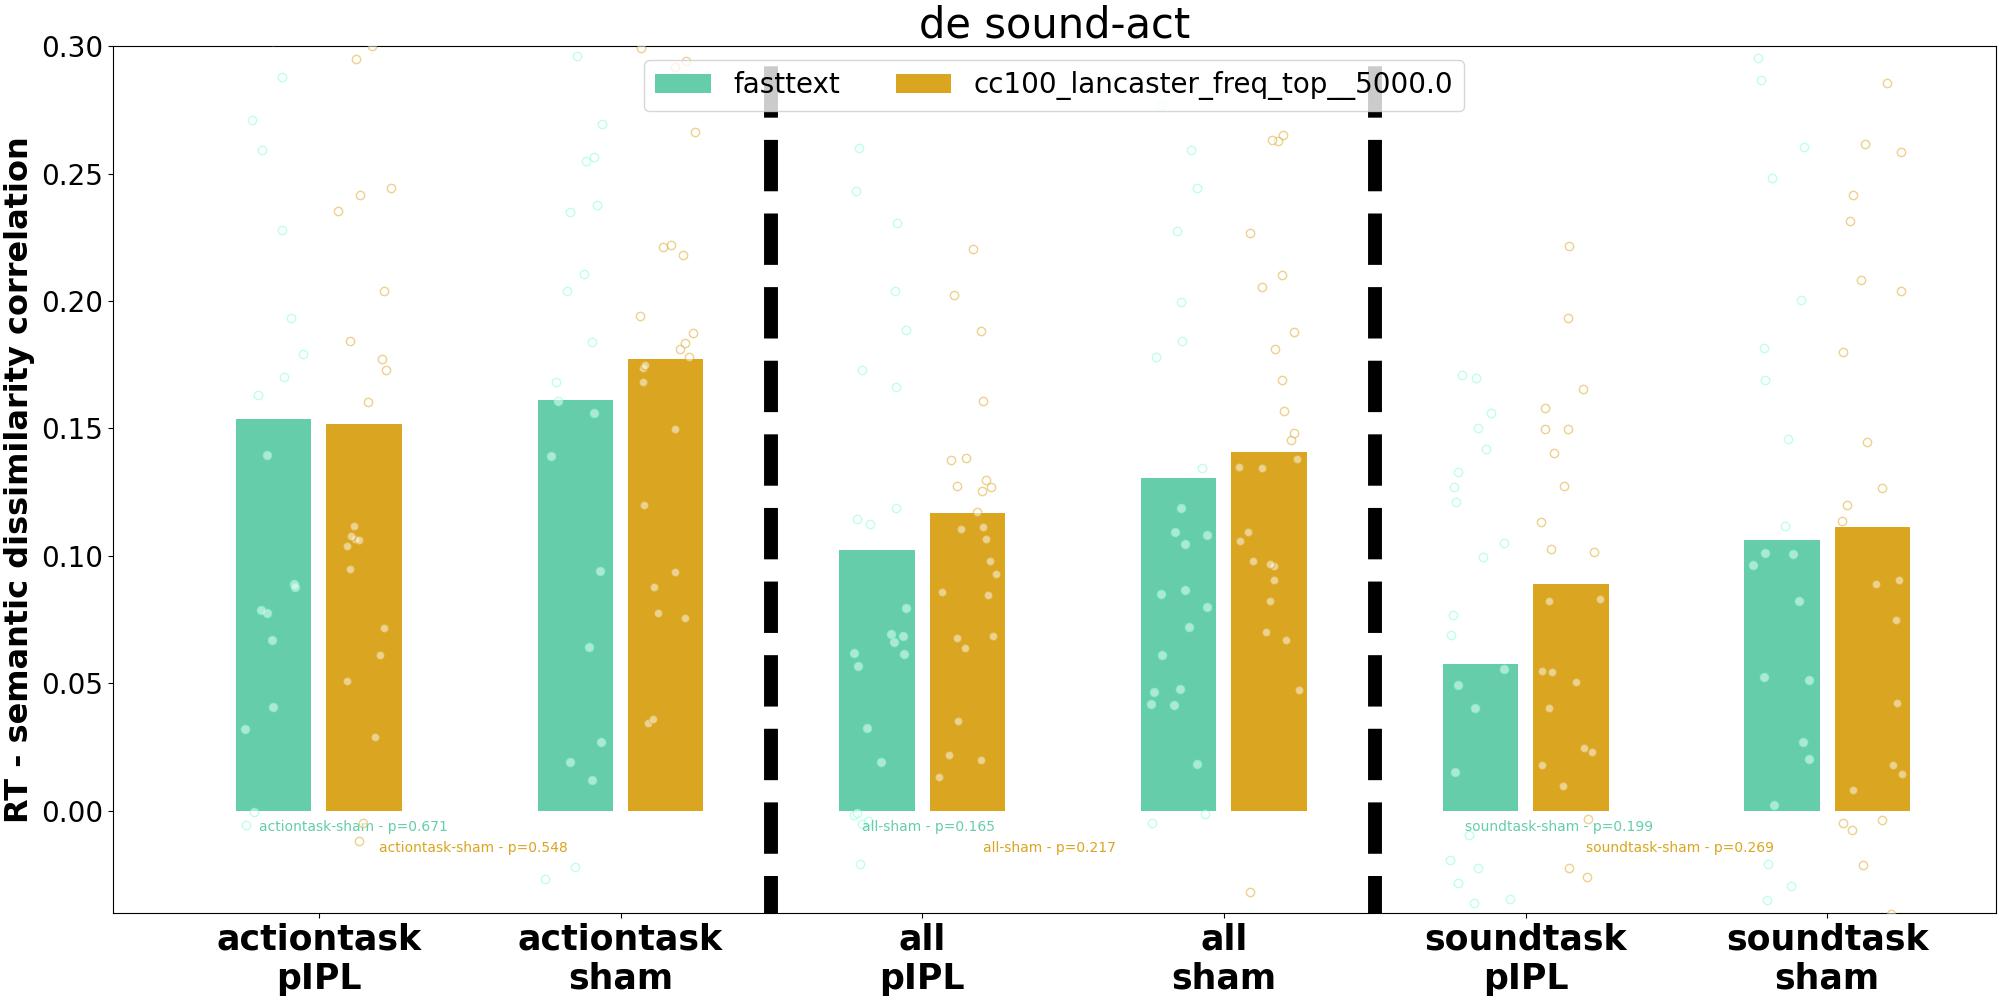 de sound-act
fasttext
cc100_lancaster_freq_top__5000.0
RT - semantic dissimilarity correlation
0.30
0.25
0.20
0.15
0.10
0.05
0.00
actiontask-sham - p=0.671
actiontask-sham - p=0.548
all-sham - p=0.165
all-sham - p=0.217
soundtask-sham - p=0.199
soundtask-sham - p=0.269
actiontask
pIPL
actiontask
sham
all
pIPL
all
sham
soundtask
pIPL
soundtask
sham